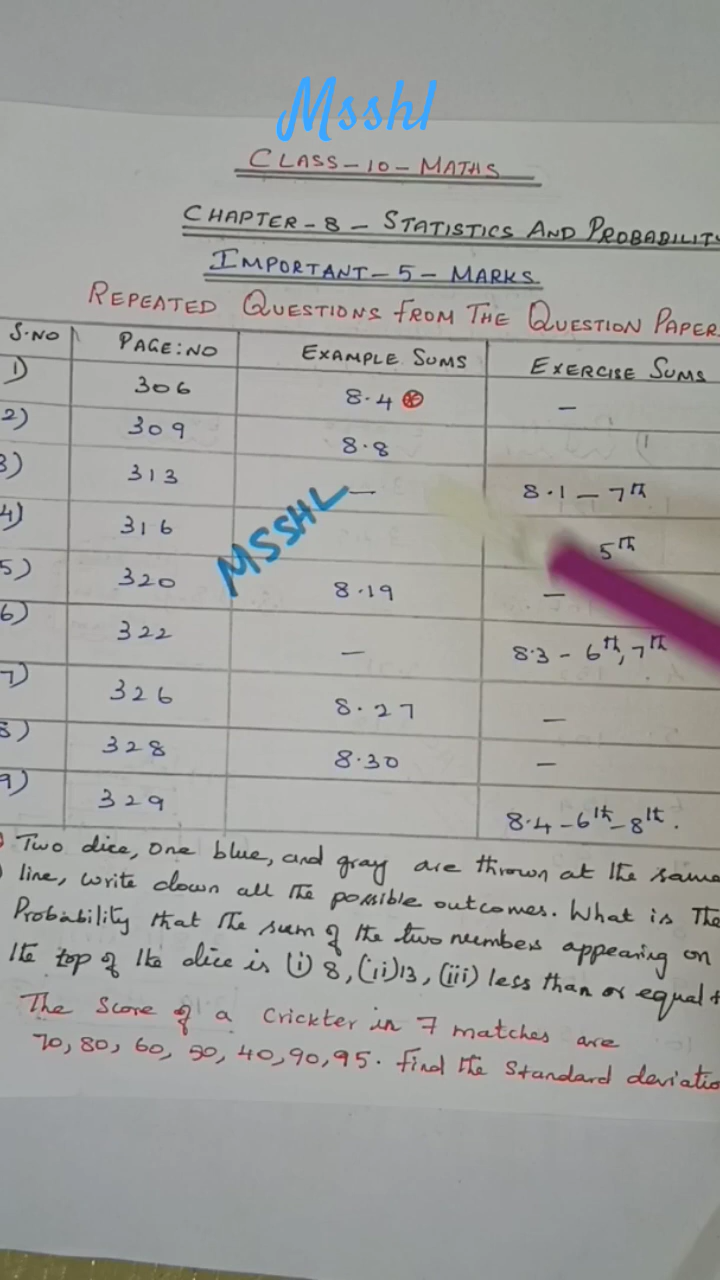 Msshl
CLASS-10-MATHS
CHAPTER-8-STATISTICS AND PROBABILITY
IMPORTANT-5-MARKS
REPEATED QUESTIONS FROM THE QUESTION PAPER
S.NO PAGE:NO EXAMPLE SUMS EXERCISE SUMS
1) 306 8.4 —
2) 309 8.8
3) 313 — 8.1 – 7th
4) 316 5th
5) 320 8.19 —
6) 322 — 8.3 – 6th, 7th
7) 326 8.27 —
8) 328 8.30 —
9) 329 8.4–6th–8th.
MSSHL
Two dice, one blue, and gray are thrown at the same
line, write down all the possible outcomes. What is the
Probability that the sum of the two numbers appearing on
the top of the dice is (i) 8, (ii) 13, (iii) less than or equal
The Score of a Crickter in 7 matches are
70, 80, 60, 50, 40, 90, 95. Find the Standard deviatio